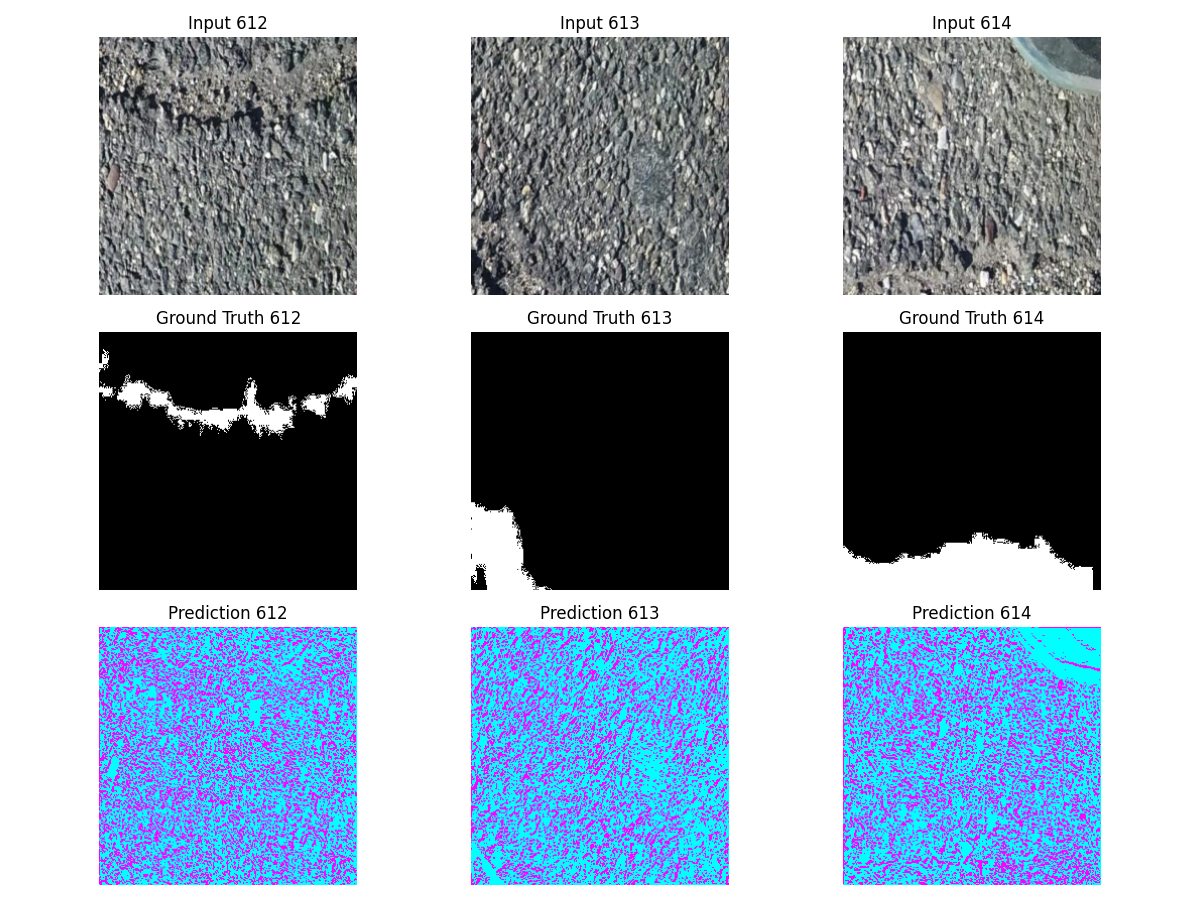 Input 612
Input 613
Input 614
Ground Truth 612
Ground Truth 613
Ground Truth 614
Prediction 612
Prediction 613
Prediction 614